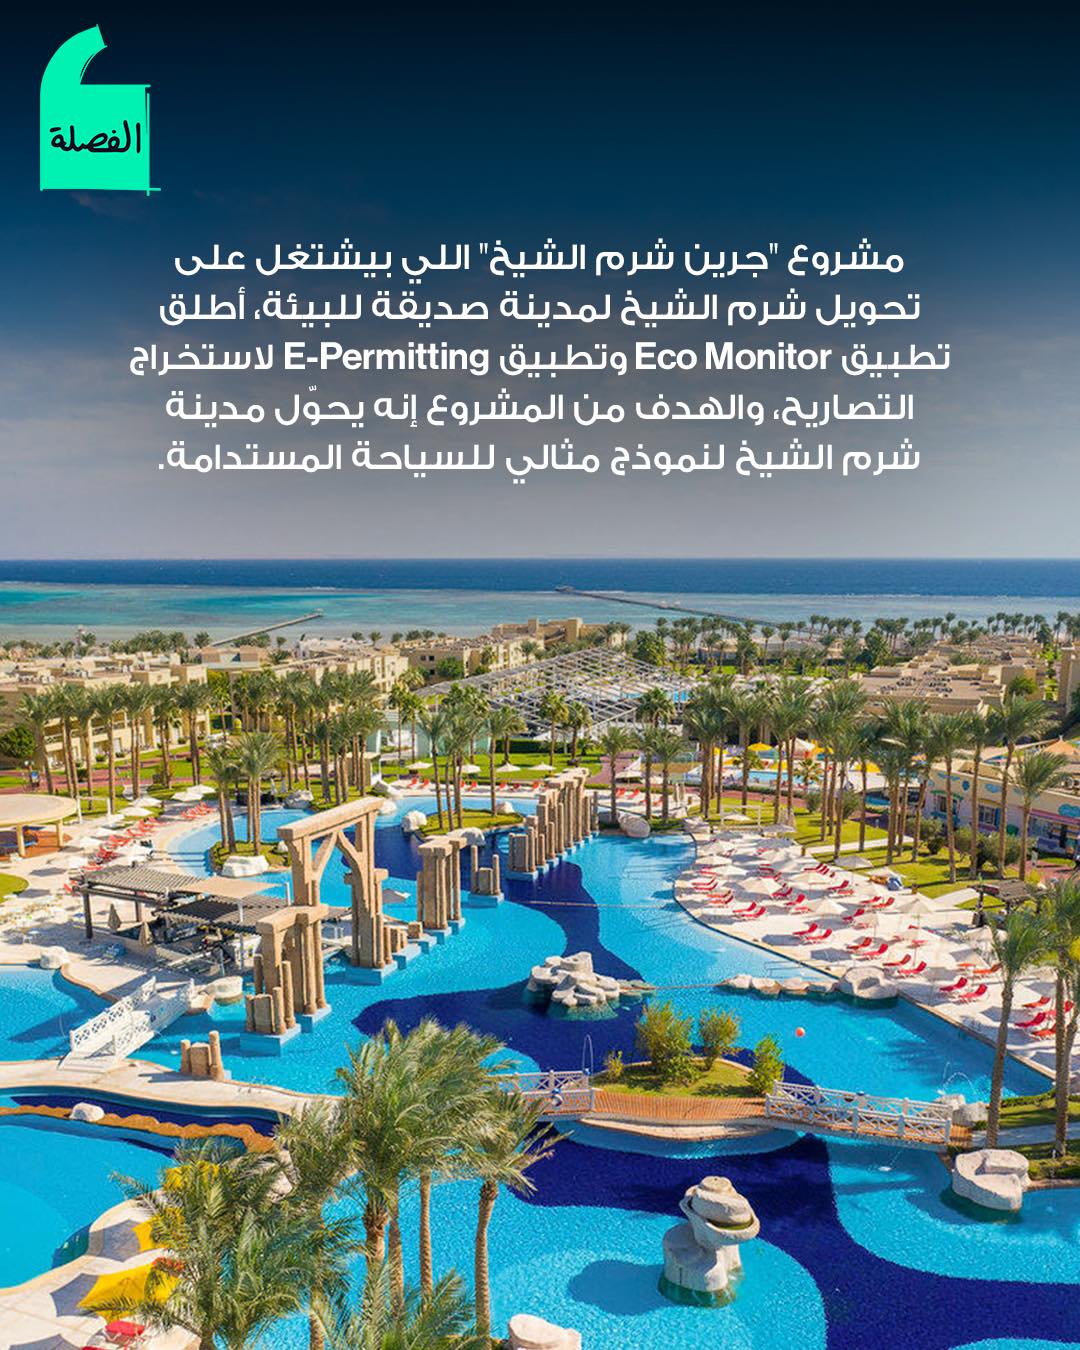 الفصلة
مشروع "جرين شرم الشيخ" اللي بيشتغل على
تحويل شرم الشيخ لمدينة صديقة للبيئة، أطلق
تطبيق Eco Monitor وتطبيق E-Permitting لاستخراج
التصاريح، والهدف من المشروع إنه يحوّل مدينة
شرم الشيخ لنموذج مثالي للسياحة المستدامة.